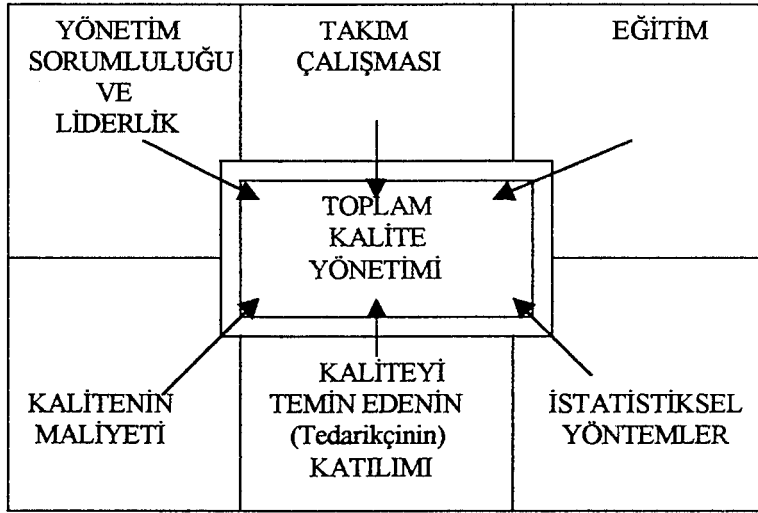 YÖNETİM
SORUMLULUĞU
VE
LİDERLİK
TAKIM
ÇALIŞMASI
EĞİTİM
TOPLAM
KALİTE
YÖNETİMİ
KALİTENİN
MALİYETİ
KALİTEYİ
TEMİN EDENİN
(Tedarikçinin)
KATILIMI
İSTATİSTİKSEL
YÖNTEMLER